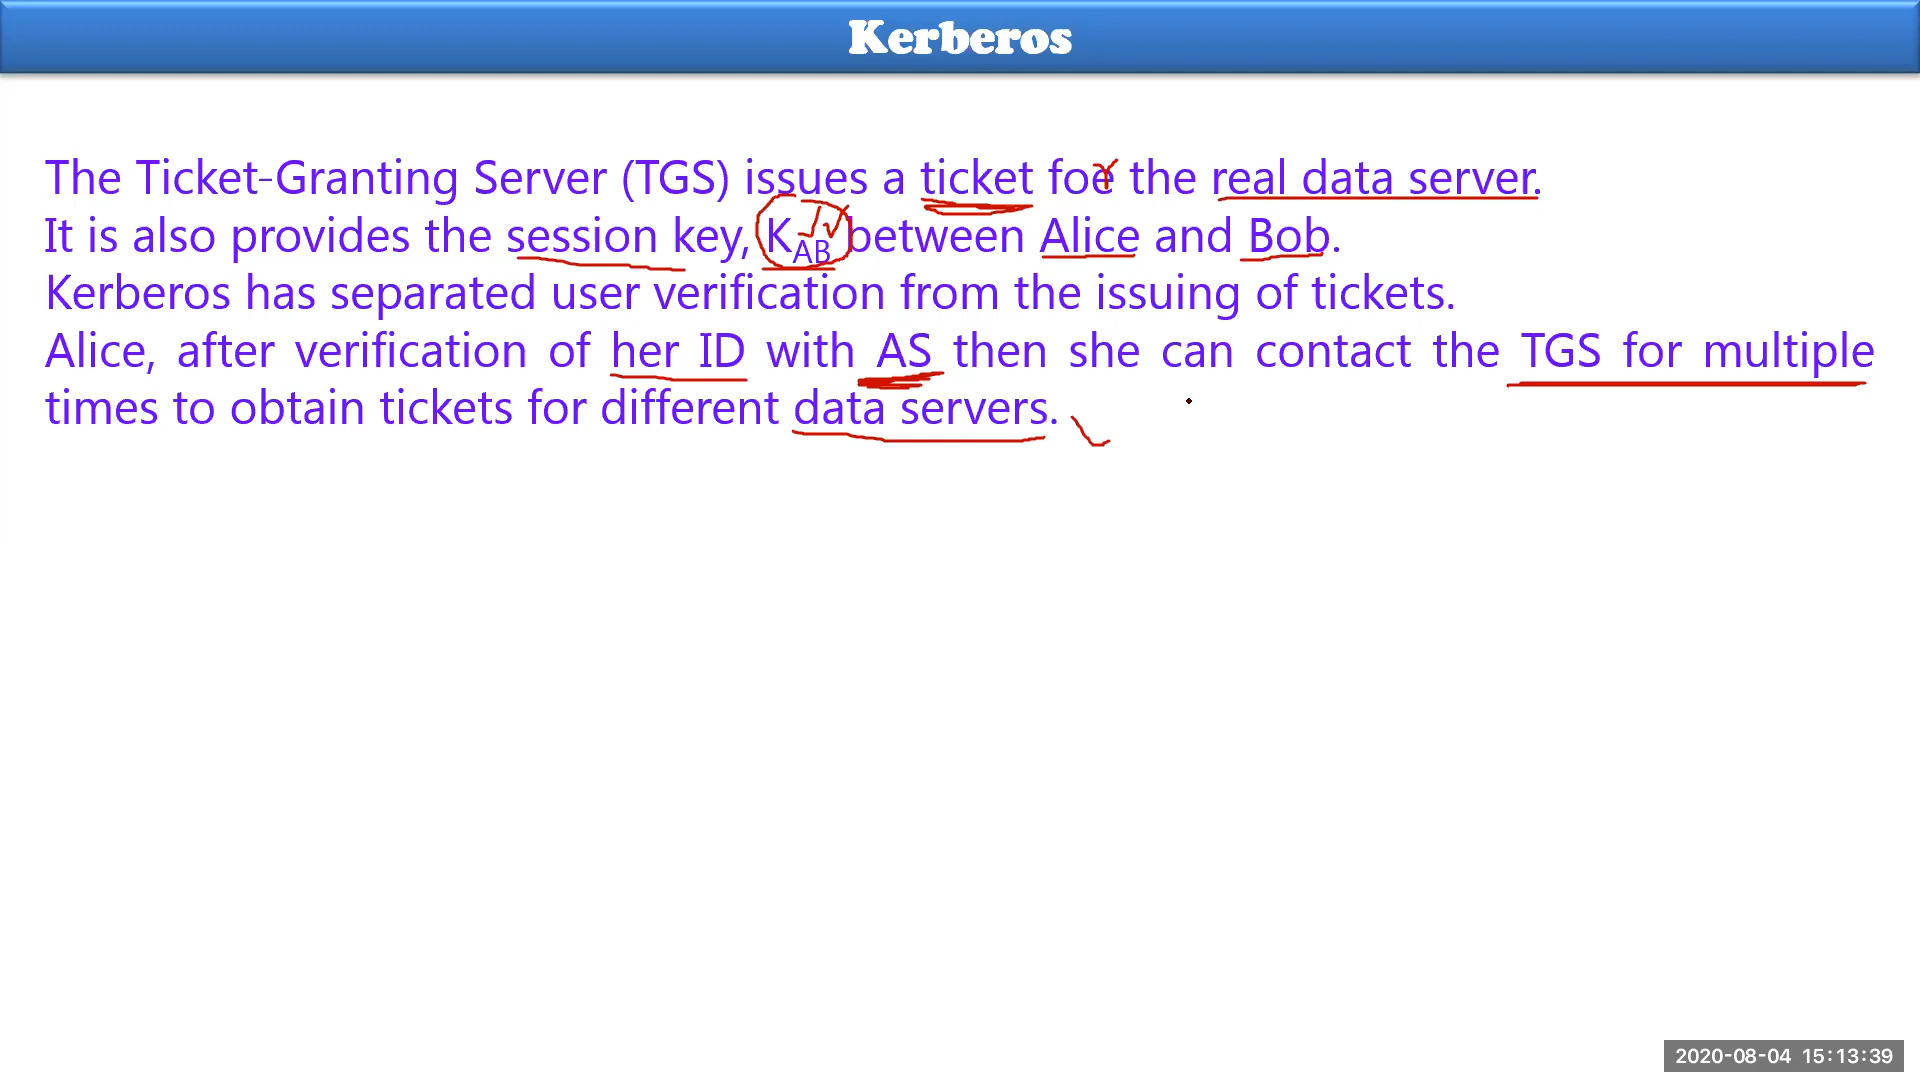 Kerberos
The Ticket-Granting Server (TGS) issues a ticket foe the real data server.
It is also provides the session key, KAB between Alice and Bob.
Kerberos has separated user verification from the issuing of tickets.
Alice, after verification of her ID with AS then she can contact the TGS for multiple
times to obtain tickets for different data servers.
2020-08-04 15:13:39